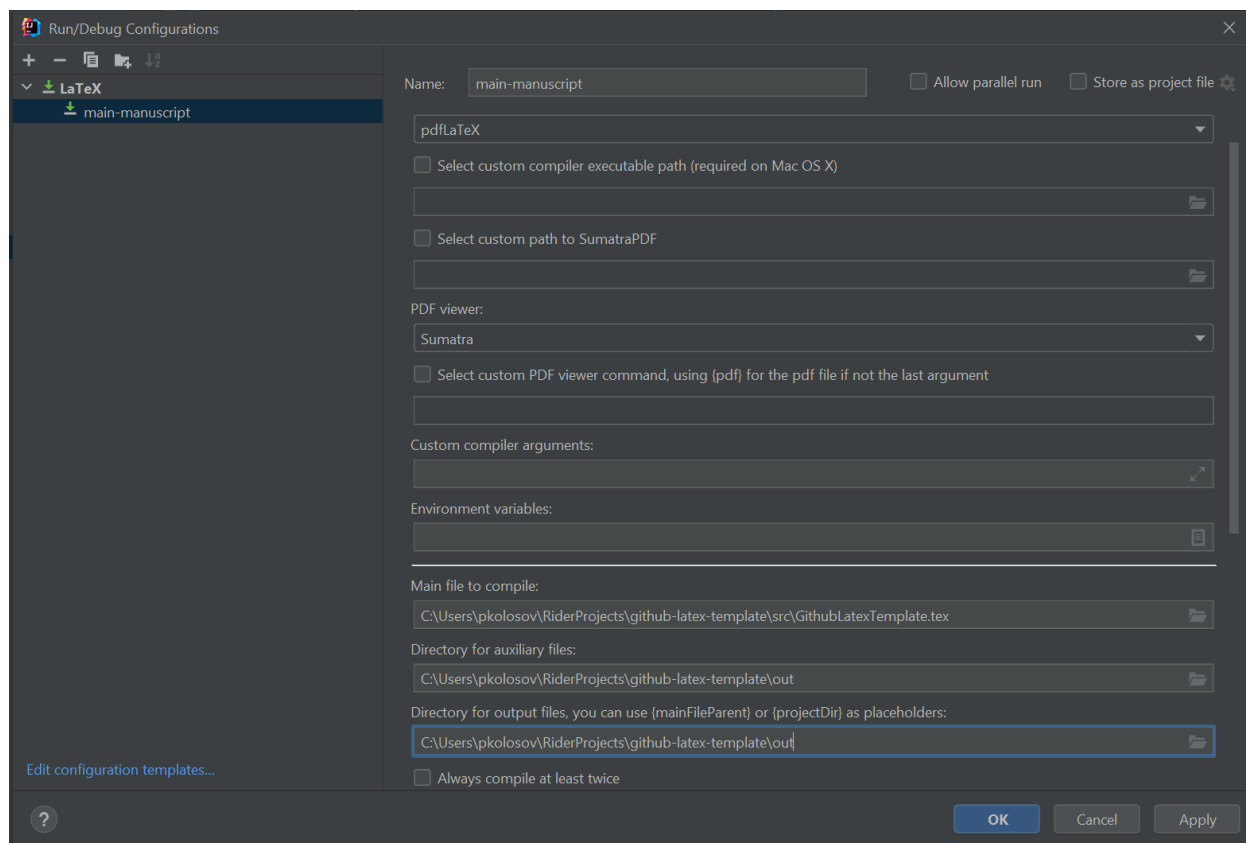 Run/Debug Configurations
LaTeX
main-manuscript
Edit configuration templates...
Name:
main-manuscript
Allow parallel run
Store as project file
pdfLaTeX
Select custom compiler executable path (required on Mac OS X)
Select custom path to SumatraPDF
PDF viewer:
Sumatra
Select custom PDF viewer command, using {pdf} for the pdf file if not the last argument
Custom compiler arguments:
Environment variables:
Main file to compile:
C:\Users\pkolosov\RiderProjects\github-latex-template\src\GithubLatexTemplate.tex
Directory for auxiliary files:
C:\Users\pkolosov\RiderProjects\github-latex-template\out
Directory for output files, you can use {mainFileParent} or {projectDir} as placeholders:
C:\Users\pkolosov\RiderProjects\github-latex-template\out
Always compile at least twice
?
OK
Cancel
Apply